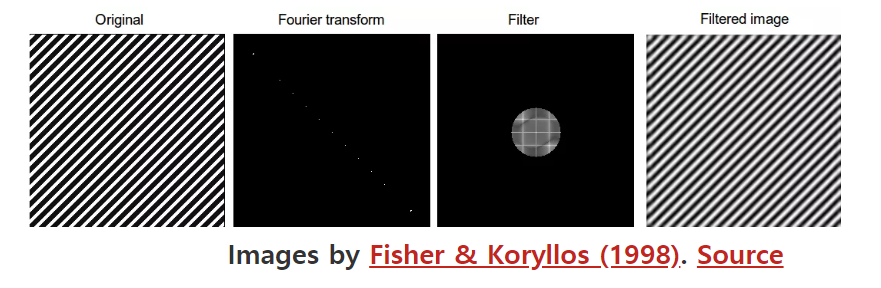 Original Fourier transform Filter Filtered image
Images by Fisher & Koryllos (1998). Source